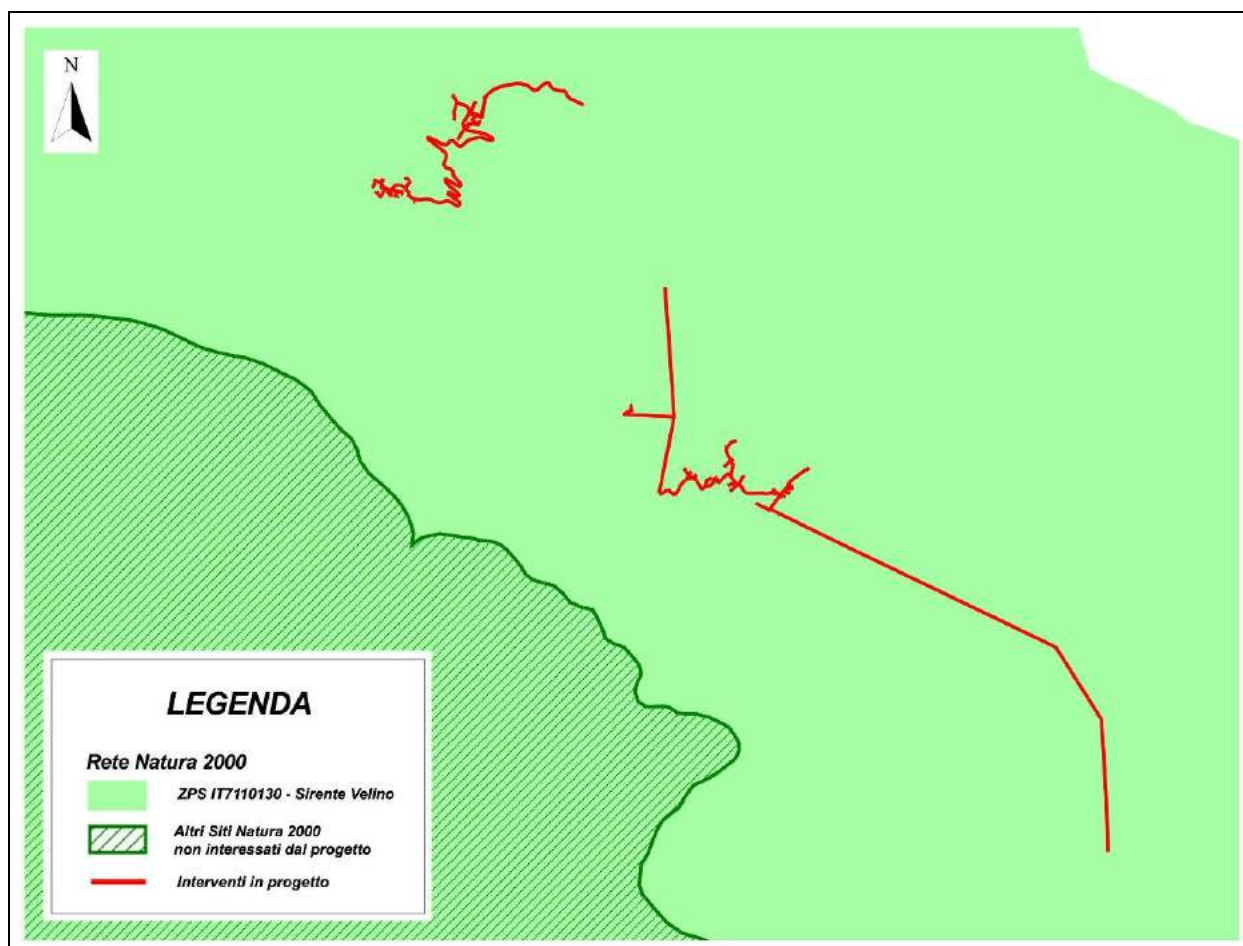 N
LEGENDA
Rete Natura 2000
ZPS IT7110130 - Sirente Velino
Altri Siti Natura 2000
non interessati dal progetto
Interventi in progetto